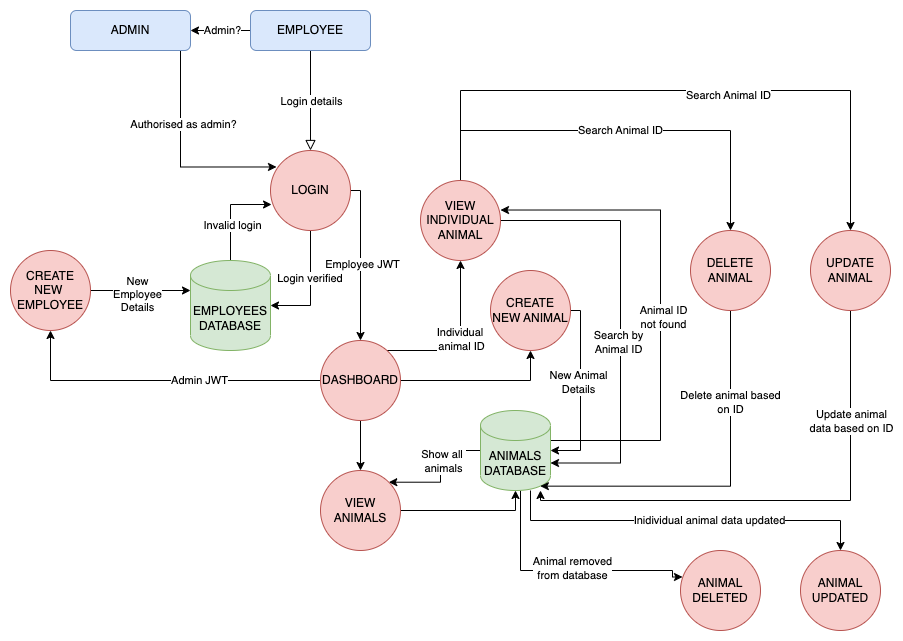 ADMIN
Admin?
EMPLOYEE
Login details
Authorised as admin?
Search Animal ID
Search Animal ID
LOGIN
VIEW
INDIVIDUAL
ANIMAL
Invalid login
Employee JWT
Login verified
DELETE
ANIMAL
UPDATE
ANIMAL
CREATE
NEW
EMPLOYEE
New
Employee
Details
EMPLOYEES
DATABASE
CREATE
NEW ANIMAL
Animal ID
not found
Individual
animal ID
Search by
Animal ID
Admin JWT
DASHBOARD
New Animal
Details
Delete animal based
on ID
Update animal
data based on ID
Show all
animals
ANIMALS
DATABASE
VIEW
ANIMALS
Inidividual animal data updated
Animal removed
from database
ANIMAL
DELETED
ANIMAL
UPDATED